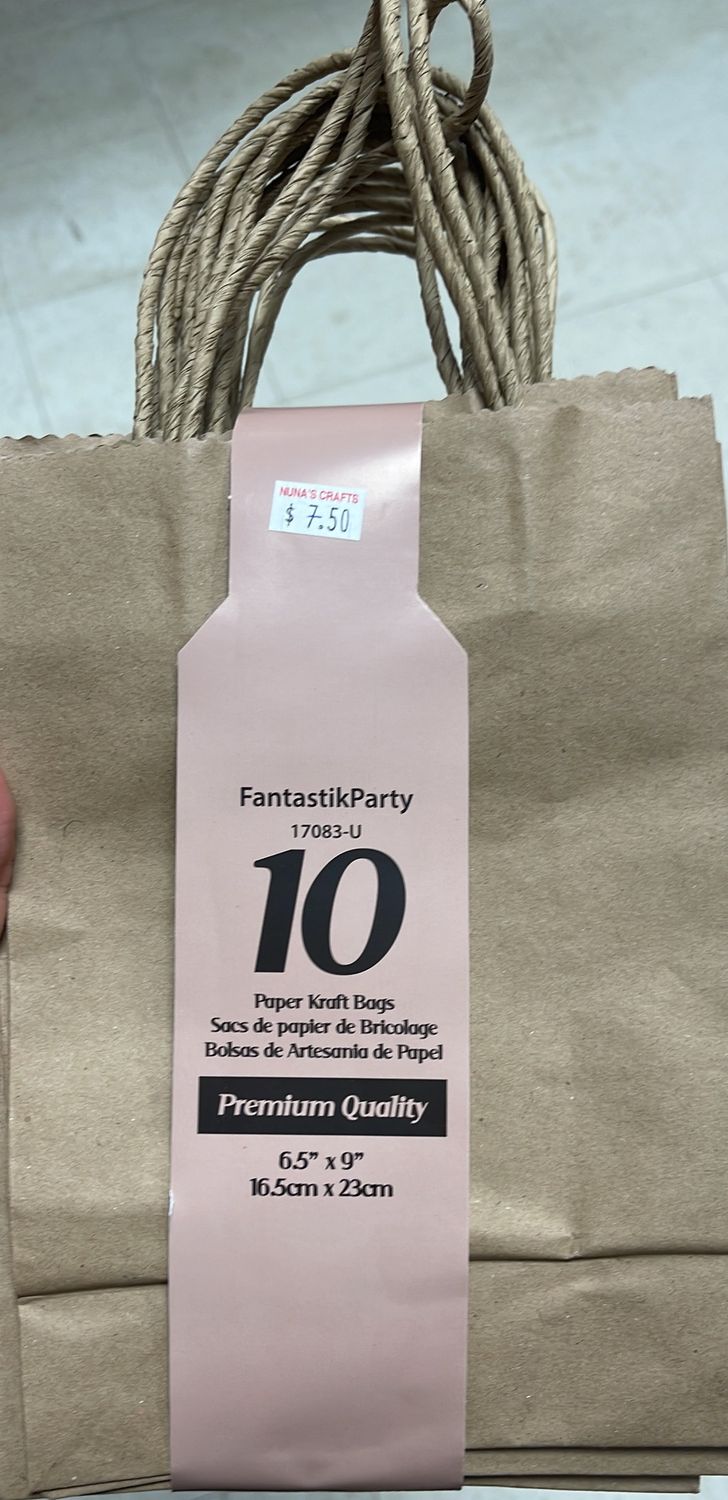 NUNA'S CRAFTS
$ 7.50
FantastikParty
17083-U
10
Paper Kraft Bags
Sacs de papier de Bricolage
Bolsas de Artesania de Papel
Premium Quality
6.5” x 9”
16.5cm x 23cm